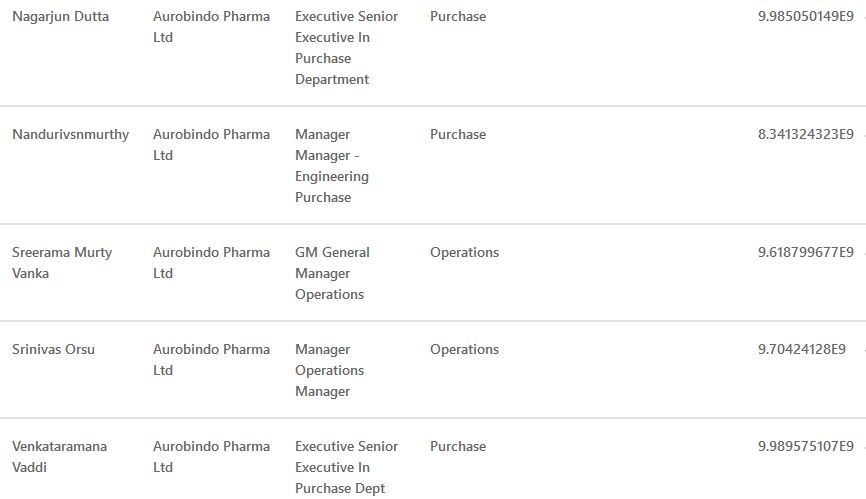 Nagarjun Dutta Aurobindo Pharma Executive Senior Purchase 9.985050149E9
Ltd Executive In
Purchase
Department
Nandurivsnmurthy Aurobindo Pharma Manager Purchase 8.341324323E9
Ltd Manager -
Engineering
Purchase
Sreerama Murty Aurobindo Pharma GM General Operations 9.618799677E9
Vanka Ltd Manager
Operations
Srinivas Orsu Aurobindo Pharma Manager Operations 9.70424128E9
Ltd Operations
Manager
Venkataramana Aurobindo Pharma Executive Senior Purchase 9.989575107E9
Vaddi Ltd Executive In
Purchase Dept